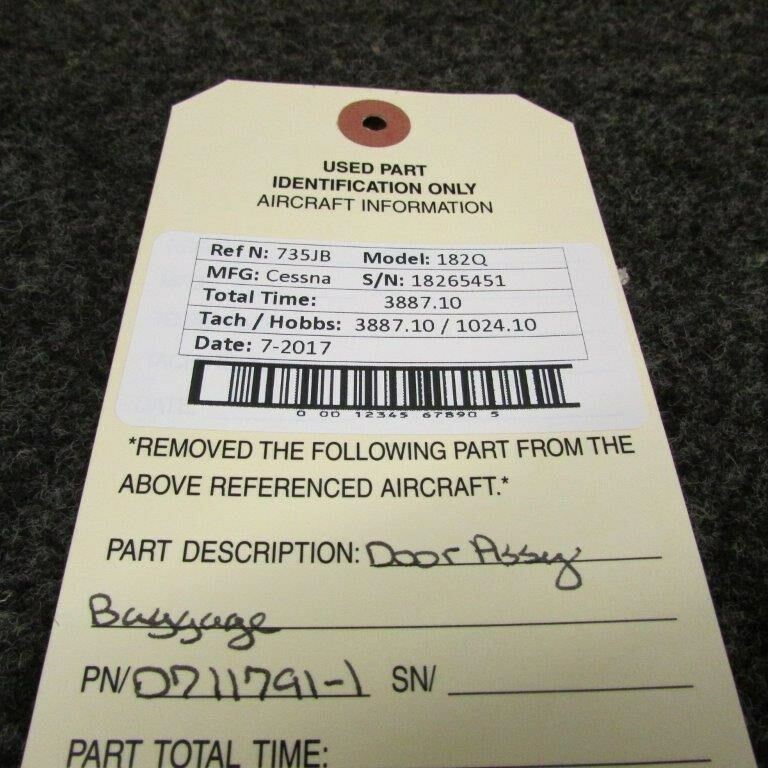 USED PART
IDENTIFICATION ONLY
AIRCRAFT INFORMATION
Ref N: 735JB Model: 182Q
MFG: Cessna S/N: 18265451
Total Time: 3887.10
Tach / Hobbs: 3887.10 / 1024.10
Date: 7-2017
0 00 12345 67890 5
*REMOVED THE FOLLOWING PART FROM THE
ABOVE REFERENCED AIRCRAFT.*
PART DESCRIPTION: Door Assy
Baggage
PN/ 0711791-1 SN/
PART TOTAL TIME: